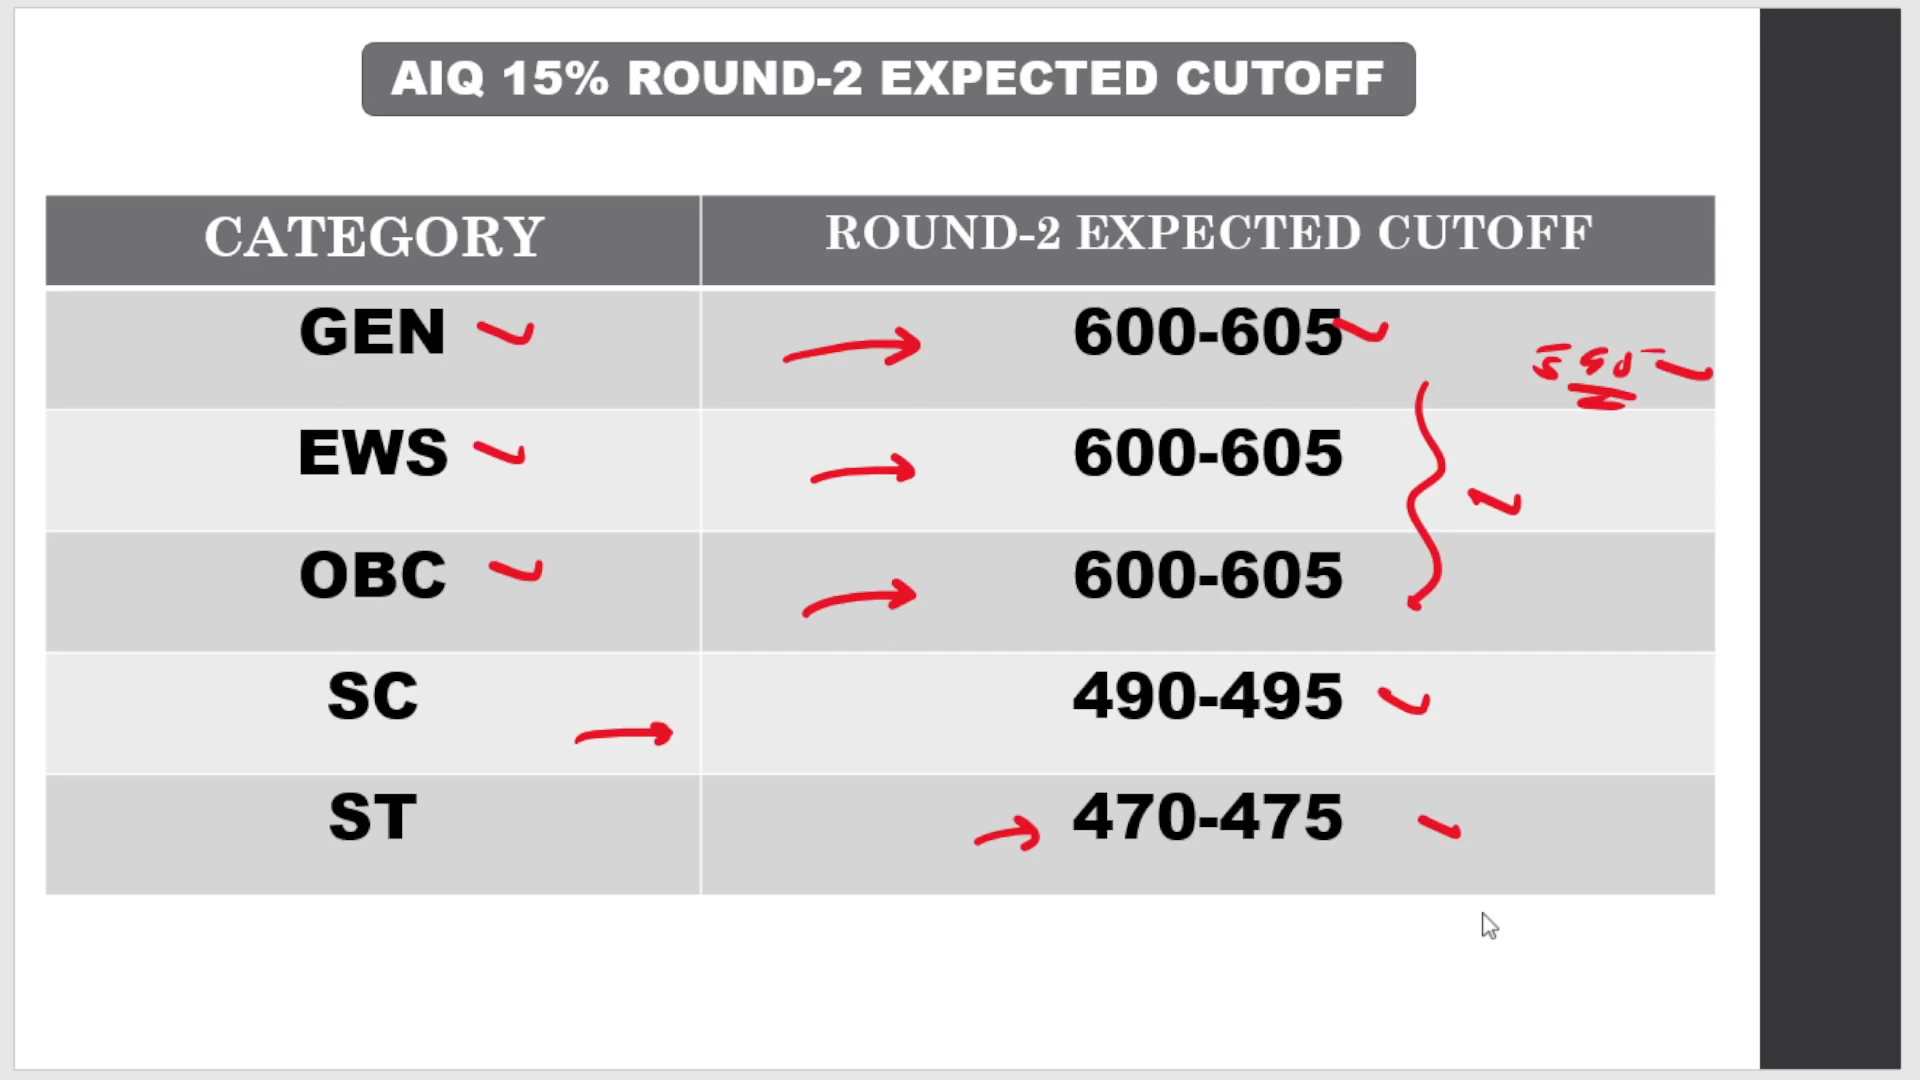 AIQ 15% ROUND-2 EXPECTED CUTOFF
CATEGORY ROUND-2 EXPECTED CUTOFF
GEN 600-605
EWS 600-605
OBC 600-605
SC 490-495
ST 470-475